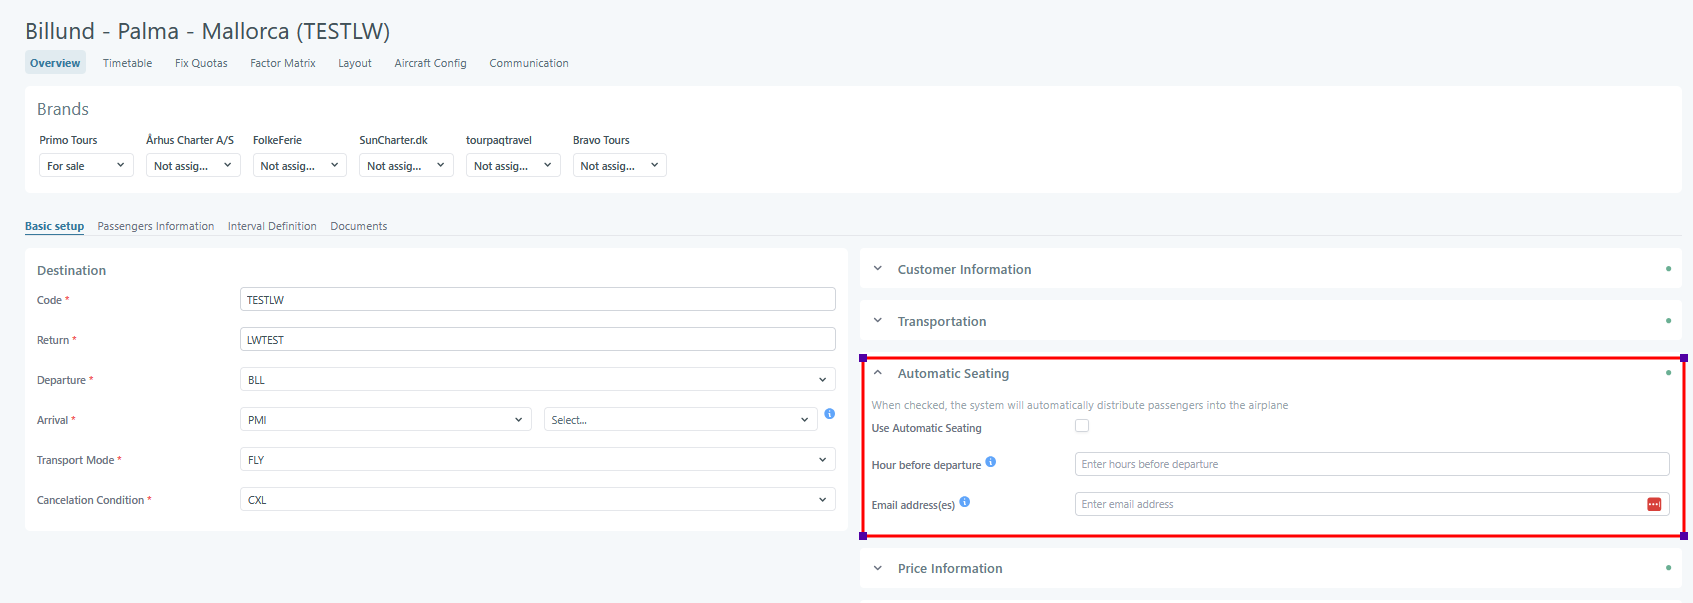 Billund - Palma - Mallorca (TESTLW)
Overview Timetable Fix Quotas Factor Matrix Layout Aircraft Config Communication
Brands
Primo Tours Århus Charter A/S FolkeFerie SunCharter.dk tourpaqtravel Bravo Tours
For sale Not assig... Not assig... Not assig... Not assig... Not assig...
Basic setup Passengers Information Interval Definition Documents
Destination
Code *
TESTLW
Return *
LWTEST
Departure *
BLL
Arrival *
PMI
Select...
Transport Mode *
FLY
Cancelation Condition *
CXL
Customer Information
Transportation
Automatic Seating
When checked, the system will automatically distribute passengers into the airplane
Use Automatic Seating
Hour before departure
Enter hours before departure
Email address(es)
Enter email address
Price Information